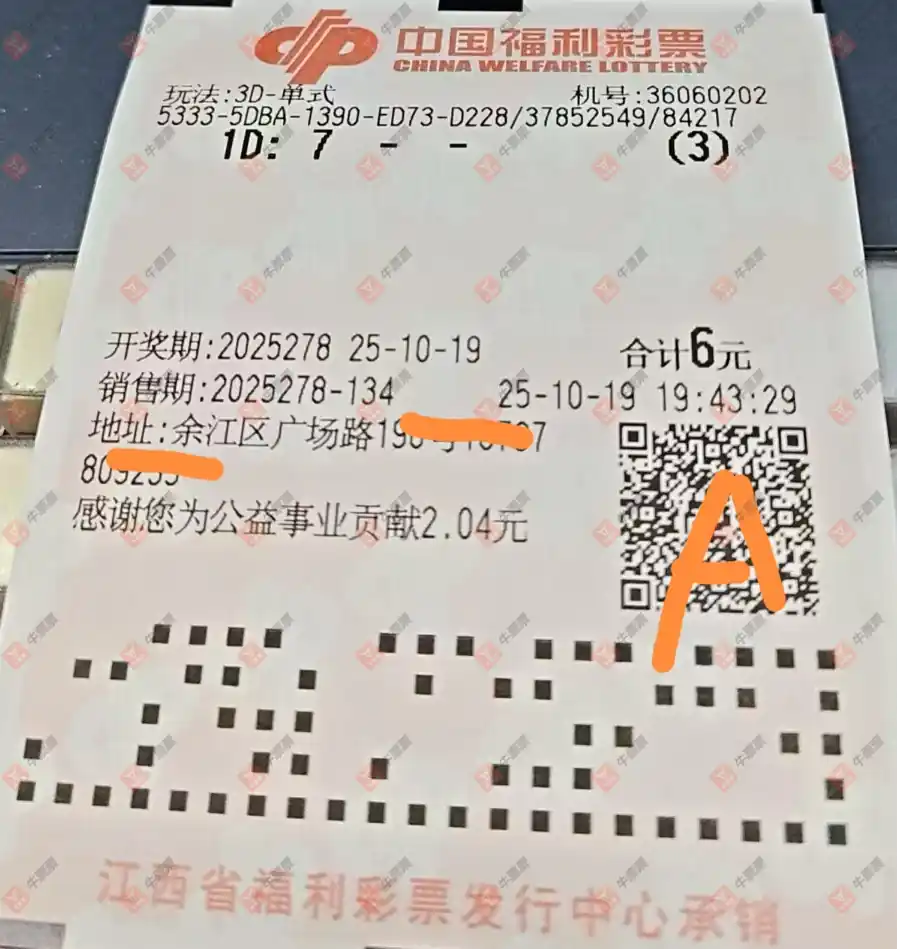 中国福利彩票
CHINA WELFARE LOTTERY
玩法:3D-单式 机号:36060202
5333-5DBA-1390-ED73-D228/37852549/84217
1D: 7 - - (3)
开奖期:2025278 25-10-19 合计6元
销售期:2025278-134 25-10-19 19:43:29
地址:余江区广场路
感谢您为公益事业贡献2.04元
A
江西省福利彩票发行中心承销
牛票票